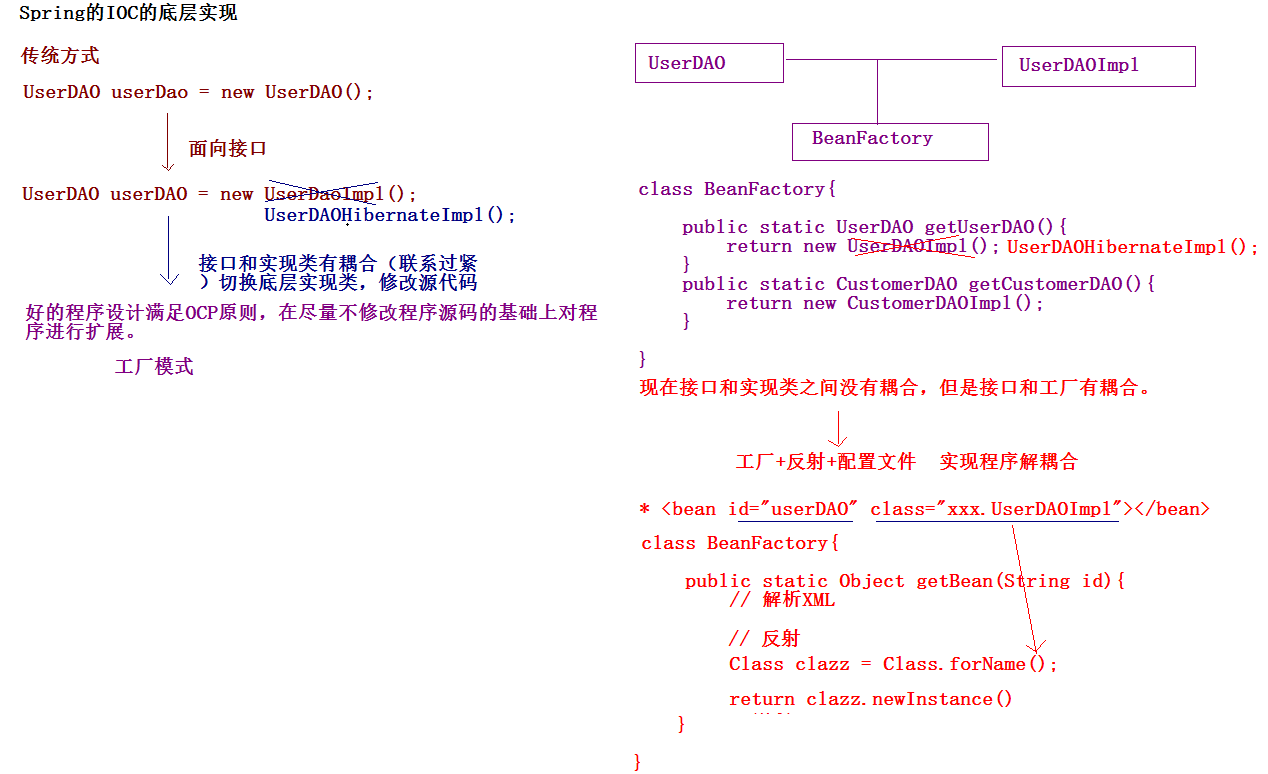 Spring的IOC的底层实现
传统方式
UserDAO userDao = new UserDAO();
面向接口
UserDAO userDAO = new UserDaoImpl();
UserDAOHibernateImpl();
接口和实现类有耦合（联系过紧
）切换底层实现类，修改源代码
好的程序设计满足OCP原则，在尽量不修改程序源码的基础上对程
序进行扩展。
工厂模式
UserDAO
UserDAOImpl
BeanFactory
class BeanFactory{
public static UserDAO getUserDAO(){
return new UserDAOImpl(); UserDAOHibernateImpl();
}
public static CustomerDAO getCustomerDAO(){
return new CustomerDAOImpl();
}
}
现在接口和实现类之间没有耦合，但是接口和工厂有耦合。
工厂+反射+配置文件 实现程序解耦合
* <bean id="userDAO" class="xxx.UserDAOImpl"></bean>
class BeanFactory{
public static Object getBean(String id){
// 解析XML
// 反射
Class clazz = Class.forName();
return clazz.newInstance()
}
}